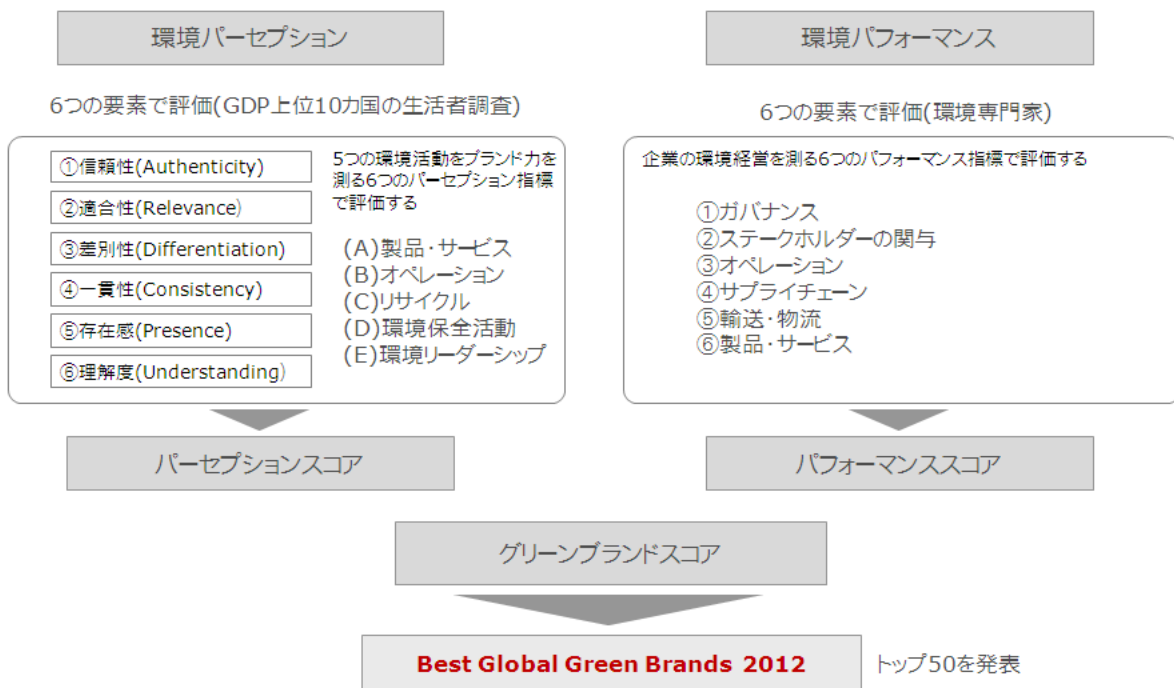 環境パーセプション
6つの要素で評価(GDP上位10カ国の生活者調査)
①信頼性(Authenticity)
②適合性(Relevance)
③差別性(Differentiation)
④一貫性(Consistency)
⑤存在感(Presence)
⑥理解度(Understanding)
5つの環境活動をブランド力を
測る6つのパーセプション指標
で評価する
(A)製品・サービス
(B)オペレーション
(C)リサイクル
(D)環境保全活動
(E)環境リーダーシップ
パーセプションスコア
環境パフォーマンス
6つの要素で評価(環境専門家)
企業の環境経営を測る6つのパフォーマンス指標で評価する
①ガバナンス
②ステークホルダーの関与
③オペレーション
④サプライチェーン
⑤輸送・物流
⑥製品・サービス
パフォーマンススコア
グリーンブランドスコア
Best Global Green Brands 2012
トップ50を発表